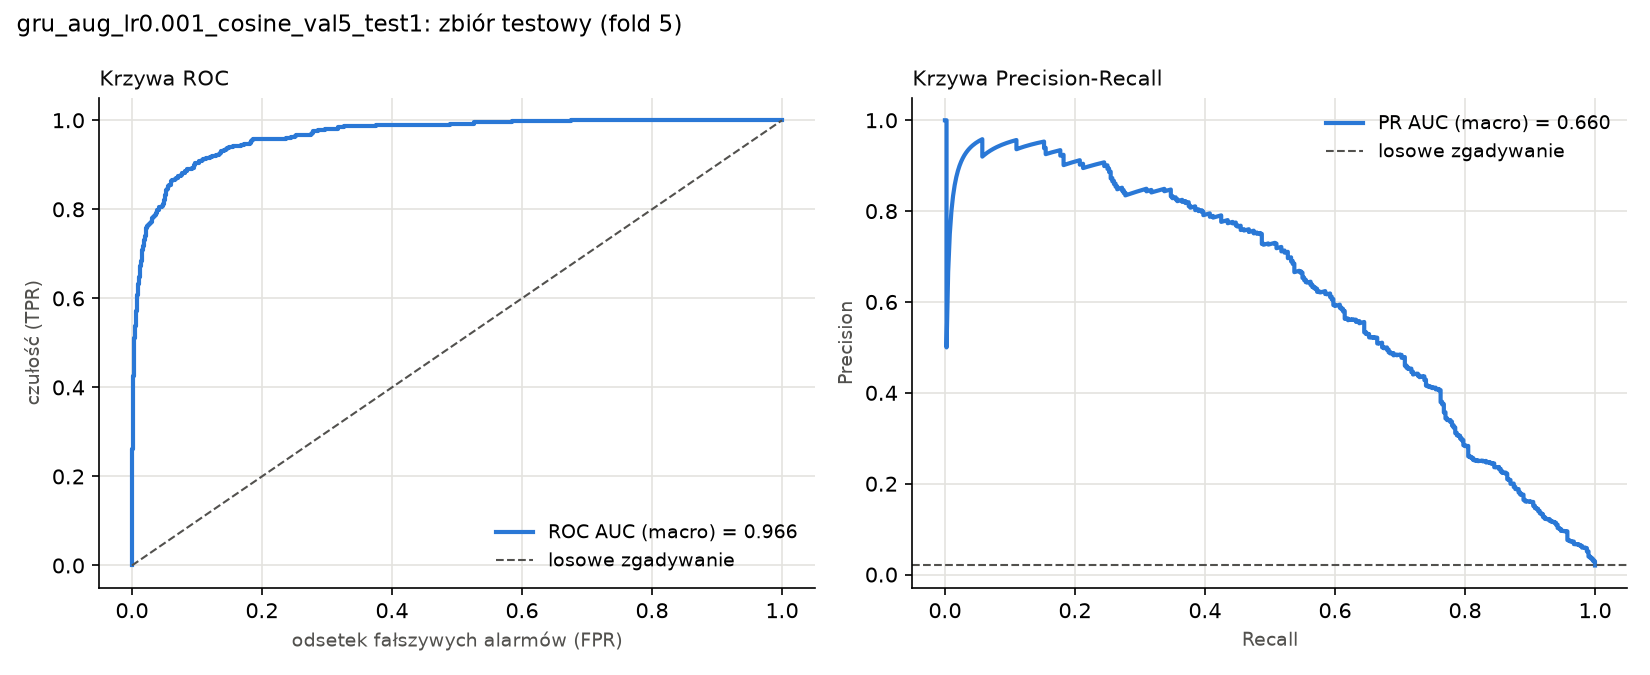 gru_aug_lr0.001_cosine_val5_test1: zbiór testowy (fold 5)
Krzywa ROC
1.0
0.8
0.6
0.4
0.2
0.0
czułość (TPR)
ROC AUC (macro) = 0.966
losowe zgadywanie
0.0 0.2 0.4 0.6 0.8 1.0
odsetek fałszywych alarmów (FPR)
Krzywa Precision-Recall
1.0
0.8
0.6
0.4
0.2
0.0
Precision
PR AUC (macro) = 0.660
losowe zgadywanie
0.0 0.2 0.4 0.6 0.8 1.0
Recall